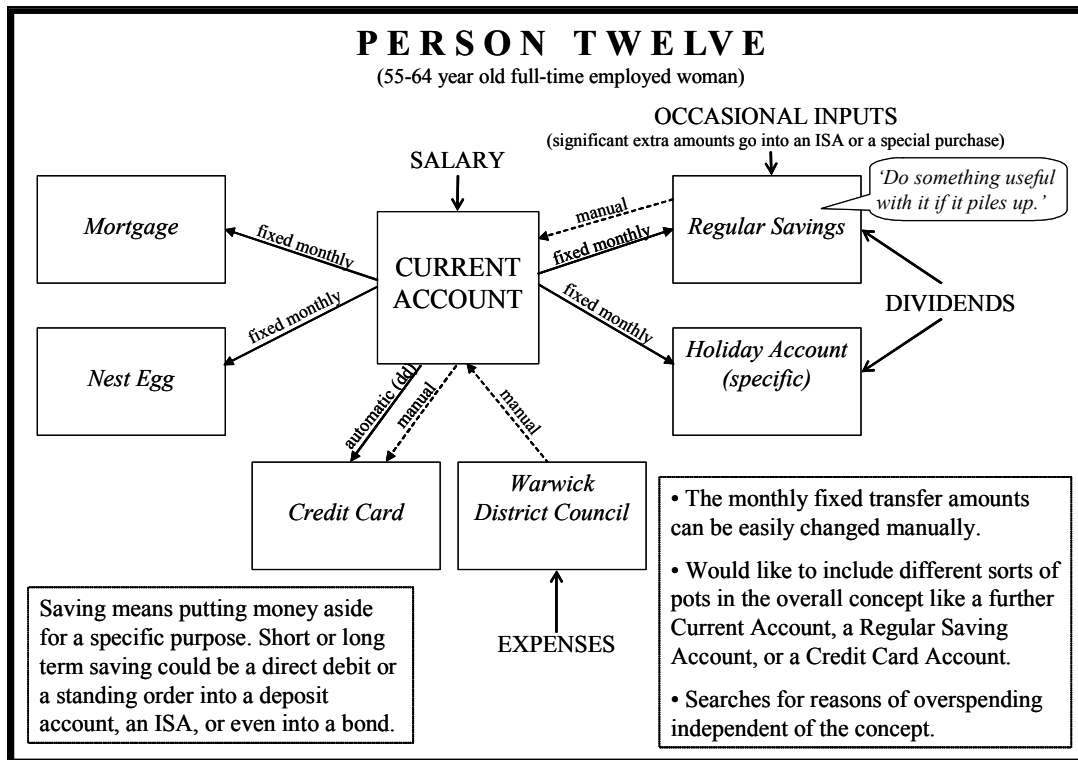 PERSON TWELVE
(55-64 year old full-time employed woman)
OCCASIONAL INPUTS
(significant extra amounts go into an ISA or a special purchase)
SALARY
'Do something useful
with it if it piles up.'
Mortgage
fixed monthly
CURRENT
ACCOUNT
manual
fixed monthly
Regular Savings
DIVIDENDS
Nest Egg
fixed monthly
fixed monthly
Holiday Account
(specific)
automatic (dd)
manual
manual
Credit Card
Warwick
District Council
EXPENSES
Saving means putting money aside
for a specific purpose. Short or long
term saving could be a direct debit or
a standing order into a deposit
account, an ISA, or even into a bond.
• The monthly fixed transfer amounts
can be easily changed manually.
• Would like to include different sorts of
pots in the overall concept like a further
Current Account, a Regular Saving
Account, or a Credit Card Account.
• Searches for reasons of overspending
independent of the concept.